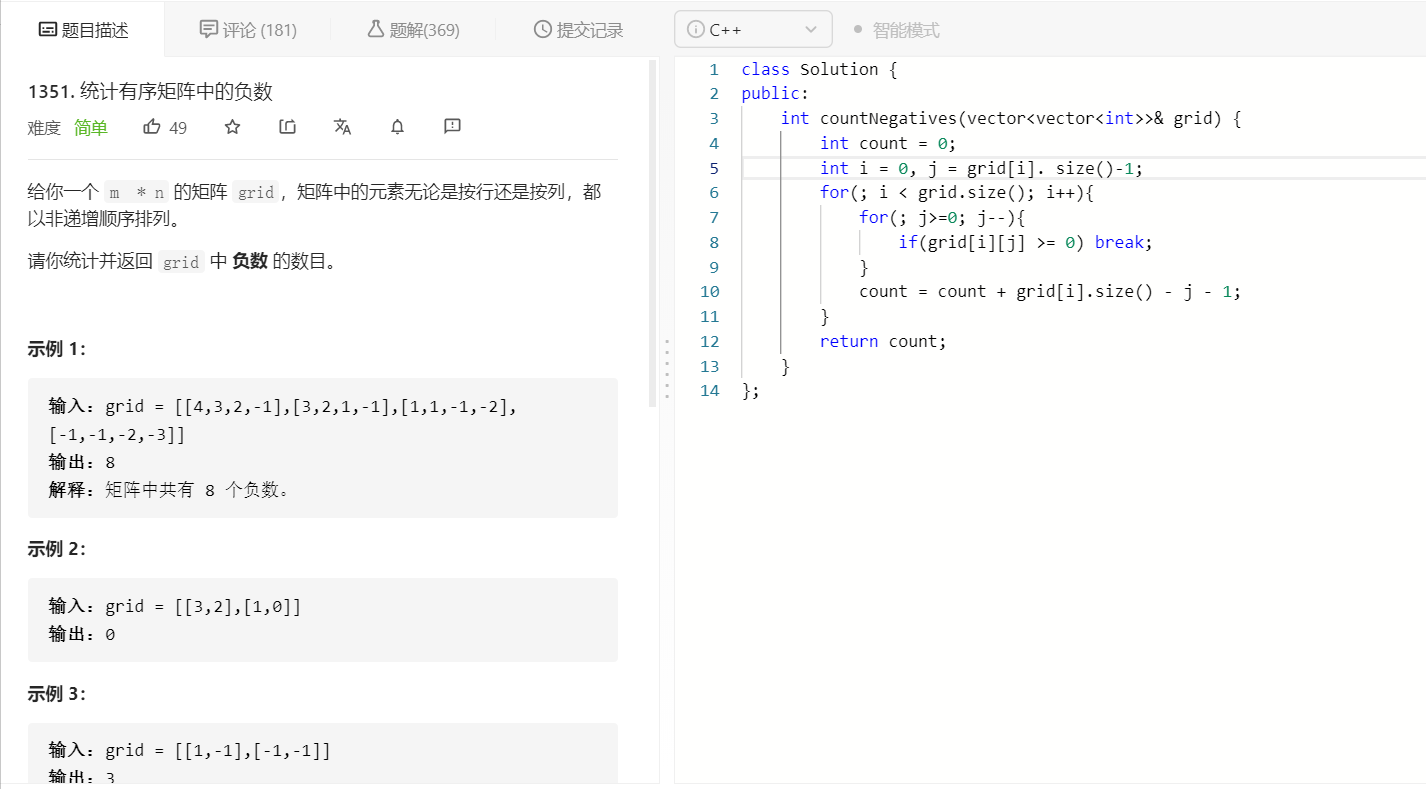 题目描述 评论 (181) 题解(369) 提交记录 C++ 智能模式
1351. 统计有序矩阵中的负数
难度 简单 49
给你一个 m * n 的矩阵 grid，矩阵中的元素无论是按行还是按列，都
以非递增顺序排列。
请你统计并返回 grid 中 负数 的数目。
示例 1：
输入：grid = [[4,3,2,-1],[3,2,1,-1],[1,1,-1,-2],
[-1,-1,-2,-3]]
输出：8
解释：矩阵中共有 8 个负数。
示例 2：
输入：grid = [[3,2],[1,0]]
输出：0
示例 3：
输入：grid = [[1,-1],[-1,-1]]
输出：3
1 class Solution {
2 public:
3 int countNegatives(vector<vector<int>>& grid) {
4 int count = 0;
5 int i = 0, j = grid[i]. size()-1;
6 for(; i < grid.size(); i++){
7 for(; j>=0; j--){
8 if(grid[i][j] >= 0) break;
9 }
10 count = count + grid[i].size() - j - 1;
11 }
12 return count;
13 }
14 };